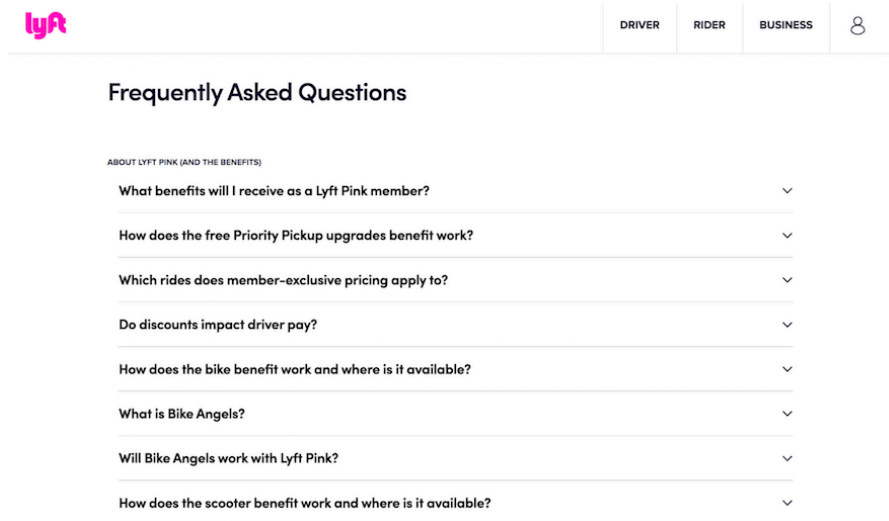 lyft
DRIVER
RIDER
BUSINESS
Frequently Asked Questions
ABOUT LYFT PINK (AND THE BENEFITS)
What benefits will I receive as a Lyft Pink member?
How does the free Priority Pickup upgrades benefit work?
Which rides does member-exclusive pricing apply to?
Do discounts impact driver pay?
How does the bike benefit work and where is it available?
What is Bike Angels?
Will Bike Angels work with Lyft Pink?
How does the scooter benefit work and where is it available?